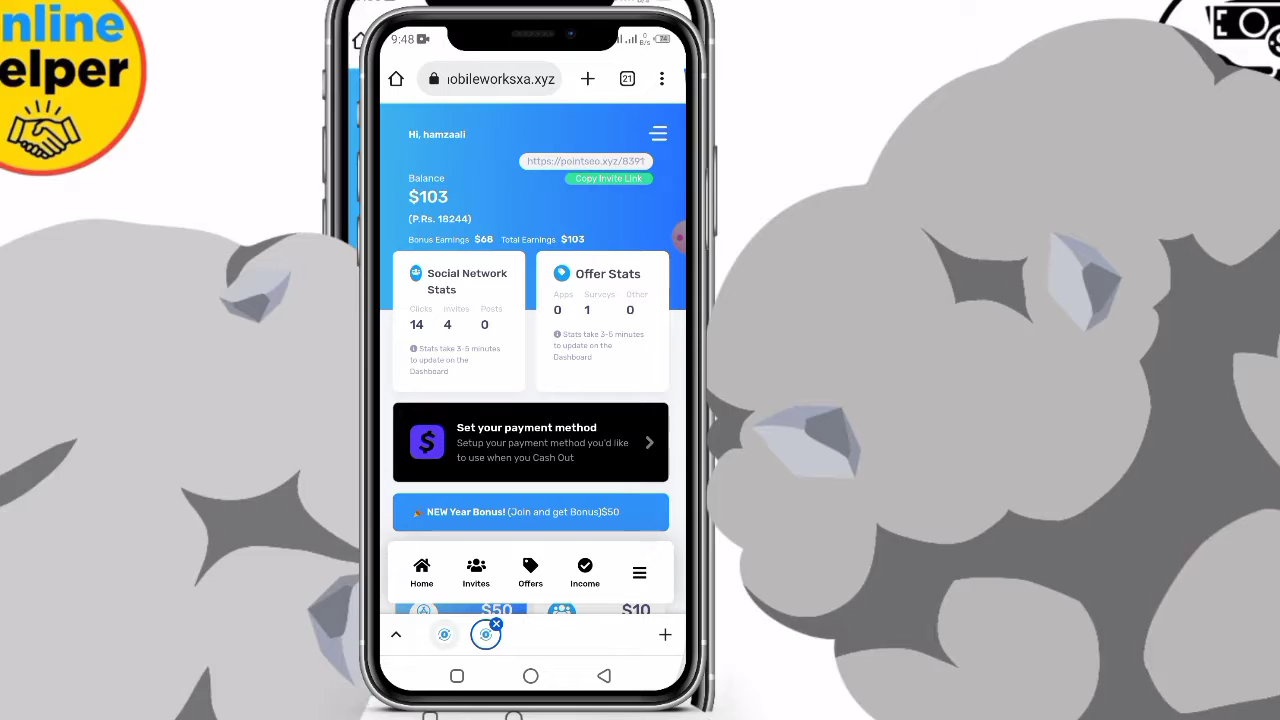 nline
elper
9:48
0
B/s
74
obileworksxa.xyz
21
Hi, hamzaali
https://pointseo.xyz/8391
Copy Invite Link
Balance
$103
(P.Rs. 18244)
Bonus Earnings $68 Total Earnings $103
Social Network
Stats
Clicks Invites Posts
14 4 0
Stats take 3-5 minutes
to update on the
Dashboard
Offer Stats
Apps Surveys Other
0 1 0
Stats take 3-5 minutes
to update on the
Dashboard
$
Set your payment method
Setup your payment method you'd like
to use when you Cash Out
NEW Year Bonus! (Join and get Bonus)$50
Home Invites Offers Income
$50 $10